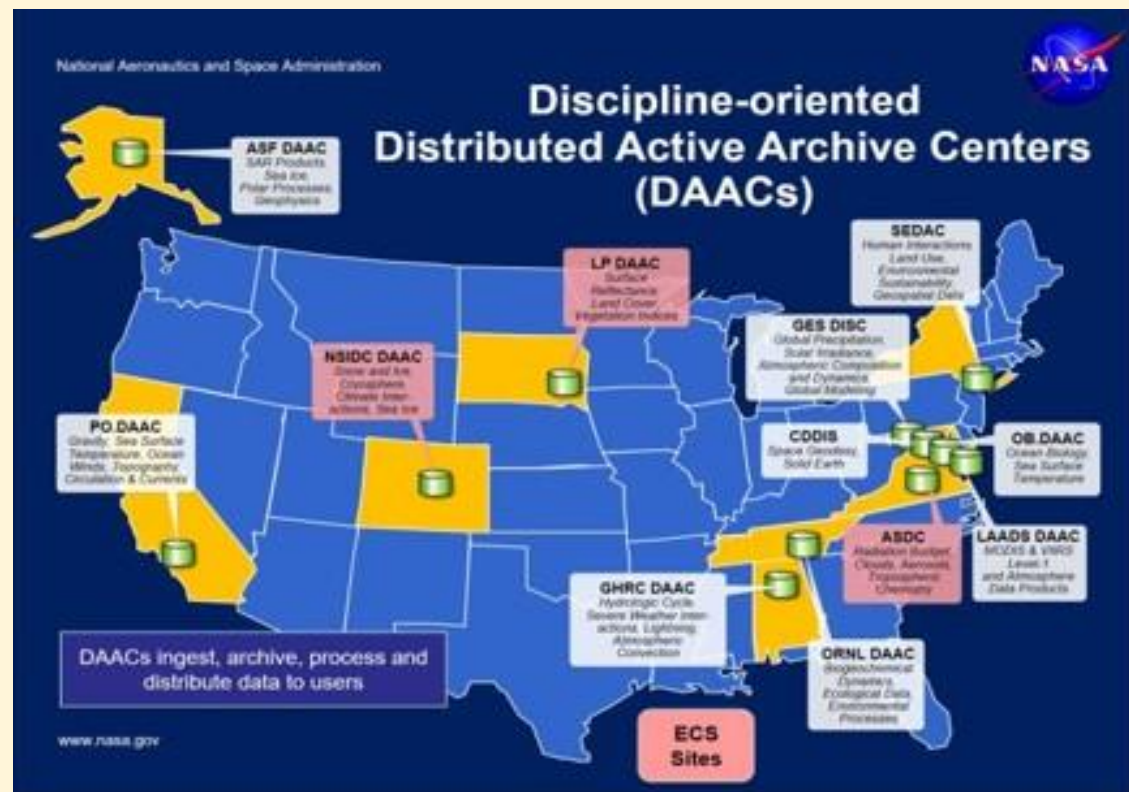 National Aeronautics and Space Administration
NASA
Discipline-oriented
Distributed Active Archive Centers
(DAACs)
ASF DAAC
SAR Products
Sea Ice,
Polar Processes,
Geophysics
SEDAC
Human Interactions
Land Use,
Environmental
Sustainability,
Geospatial Data
LP DAAC
Surface
Reflectance
Land Cover,
Vegetation Indices
GES DISC
Global Precipitation,
Solar Irradiance,
Atmospheric Composition
and Dynamics,
Global Modeling
NSIDC DAAC
Snow and Ice,
Cryosphere,
Climate Inter-
actions, Sea Ice
PO.DAAC
Gravity, Sea Surface
Temperature, Ocean
Winds, Topography,
Circulation & Currents
CDDIS
Space Geodesy,
Solid Earth
OB.DAAC
Ocean Biology,
Sea Surface
Temperature
ASDC
Radiation Budget,
Clouds, Aerosols,
Tropospheric
Chemistry
LAADS DAAC
MODIS & VIIRS
Level-1
and Atmosphere
Data Products
GHRC DAAC
Hydrologic Cycle,
Severe Weather Inter-
actions, Lightning,
Atmospheric
Convection
ORNL DAAC
Biogeochemical
Dynamics,
Ecological Data,
Environmental
Processes
DAACs ingest, archive, process and
distribute data to users
ECS
Sites
www.nasa.gov